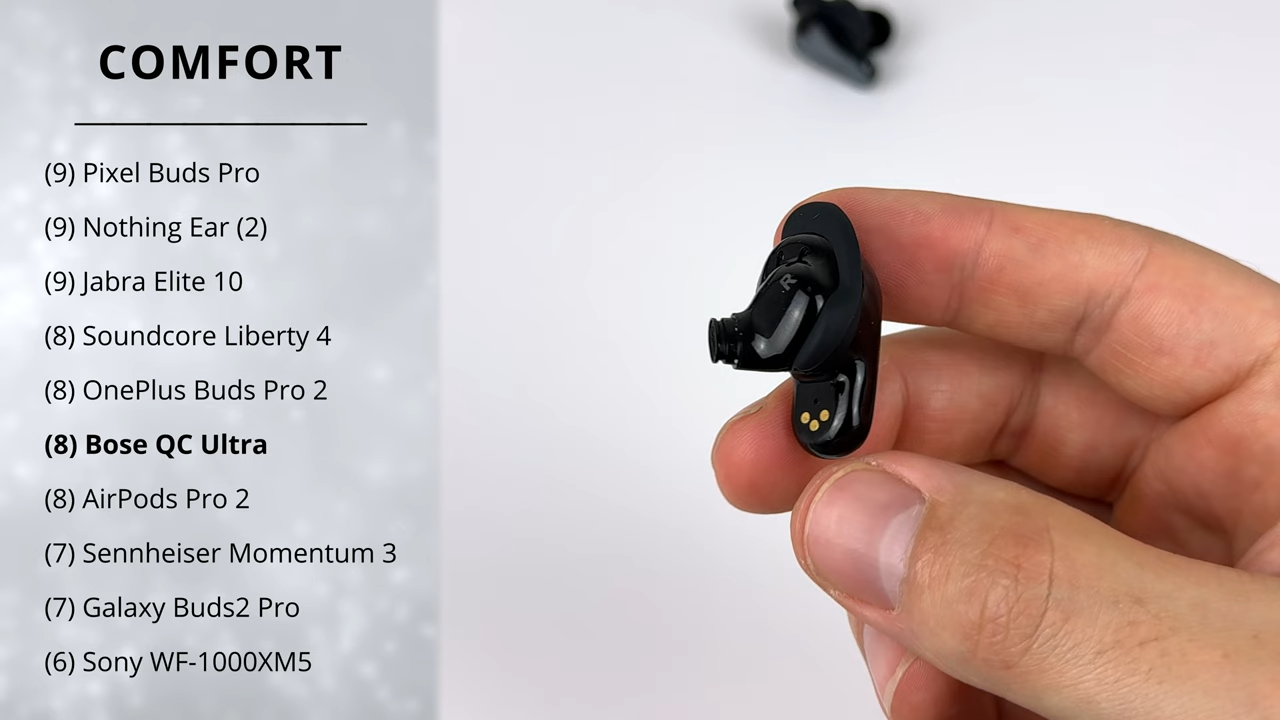 COMFORT
(9) Pixel Buds Pro
(9) Nothing Ear (2)
(9) Jabra Elite 10
(8) Soundcore Liberty 4
(8) OnePlus Buds Pro 2
(8) Bose QC Ultra
(8) AirPods Pro 2
(7) Sennheiser Momentum 3
(7) Galaxy Buds2 Pro
(6) Sony WF-1000XM5
R